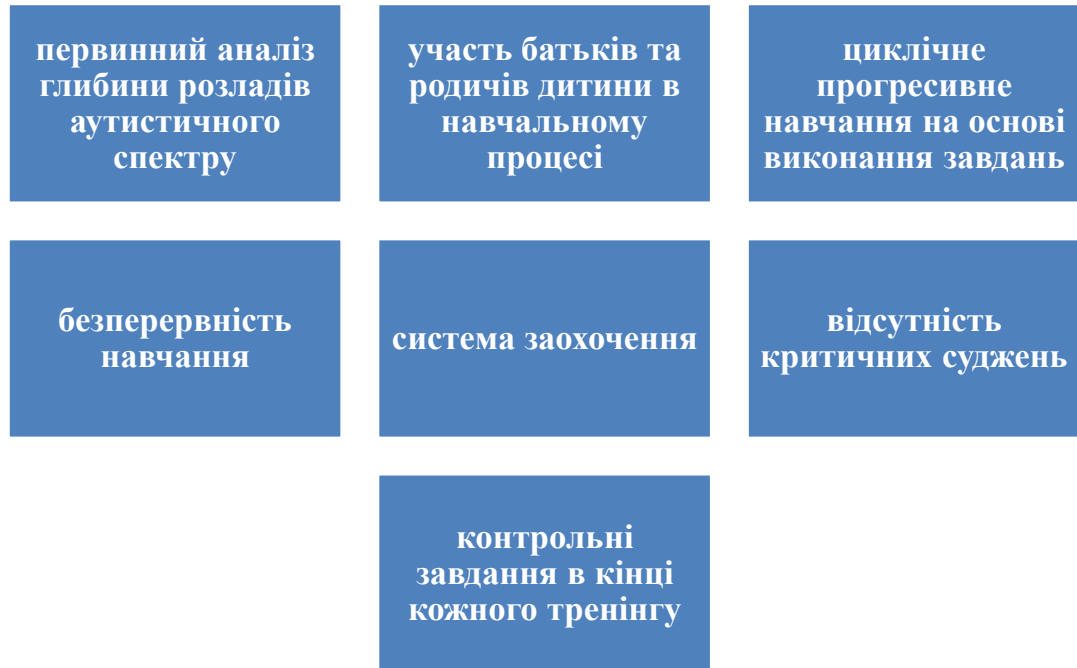 первинний аналіз
глибини розладів
аутистичного
спектру
участь батьків та
родичів дитини в
навчальному
процесі
циклічне
прогресивне
навчання на основі
виконання завдань
безперервність
навчання
система заохочення
відсутність
критичних суджень
контрольні
завдання в кінці
кожного тренінгу